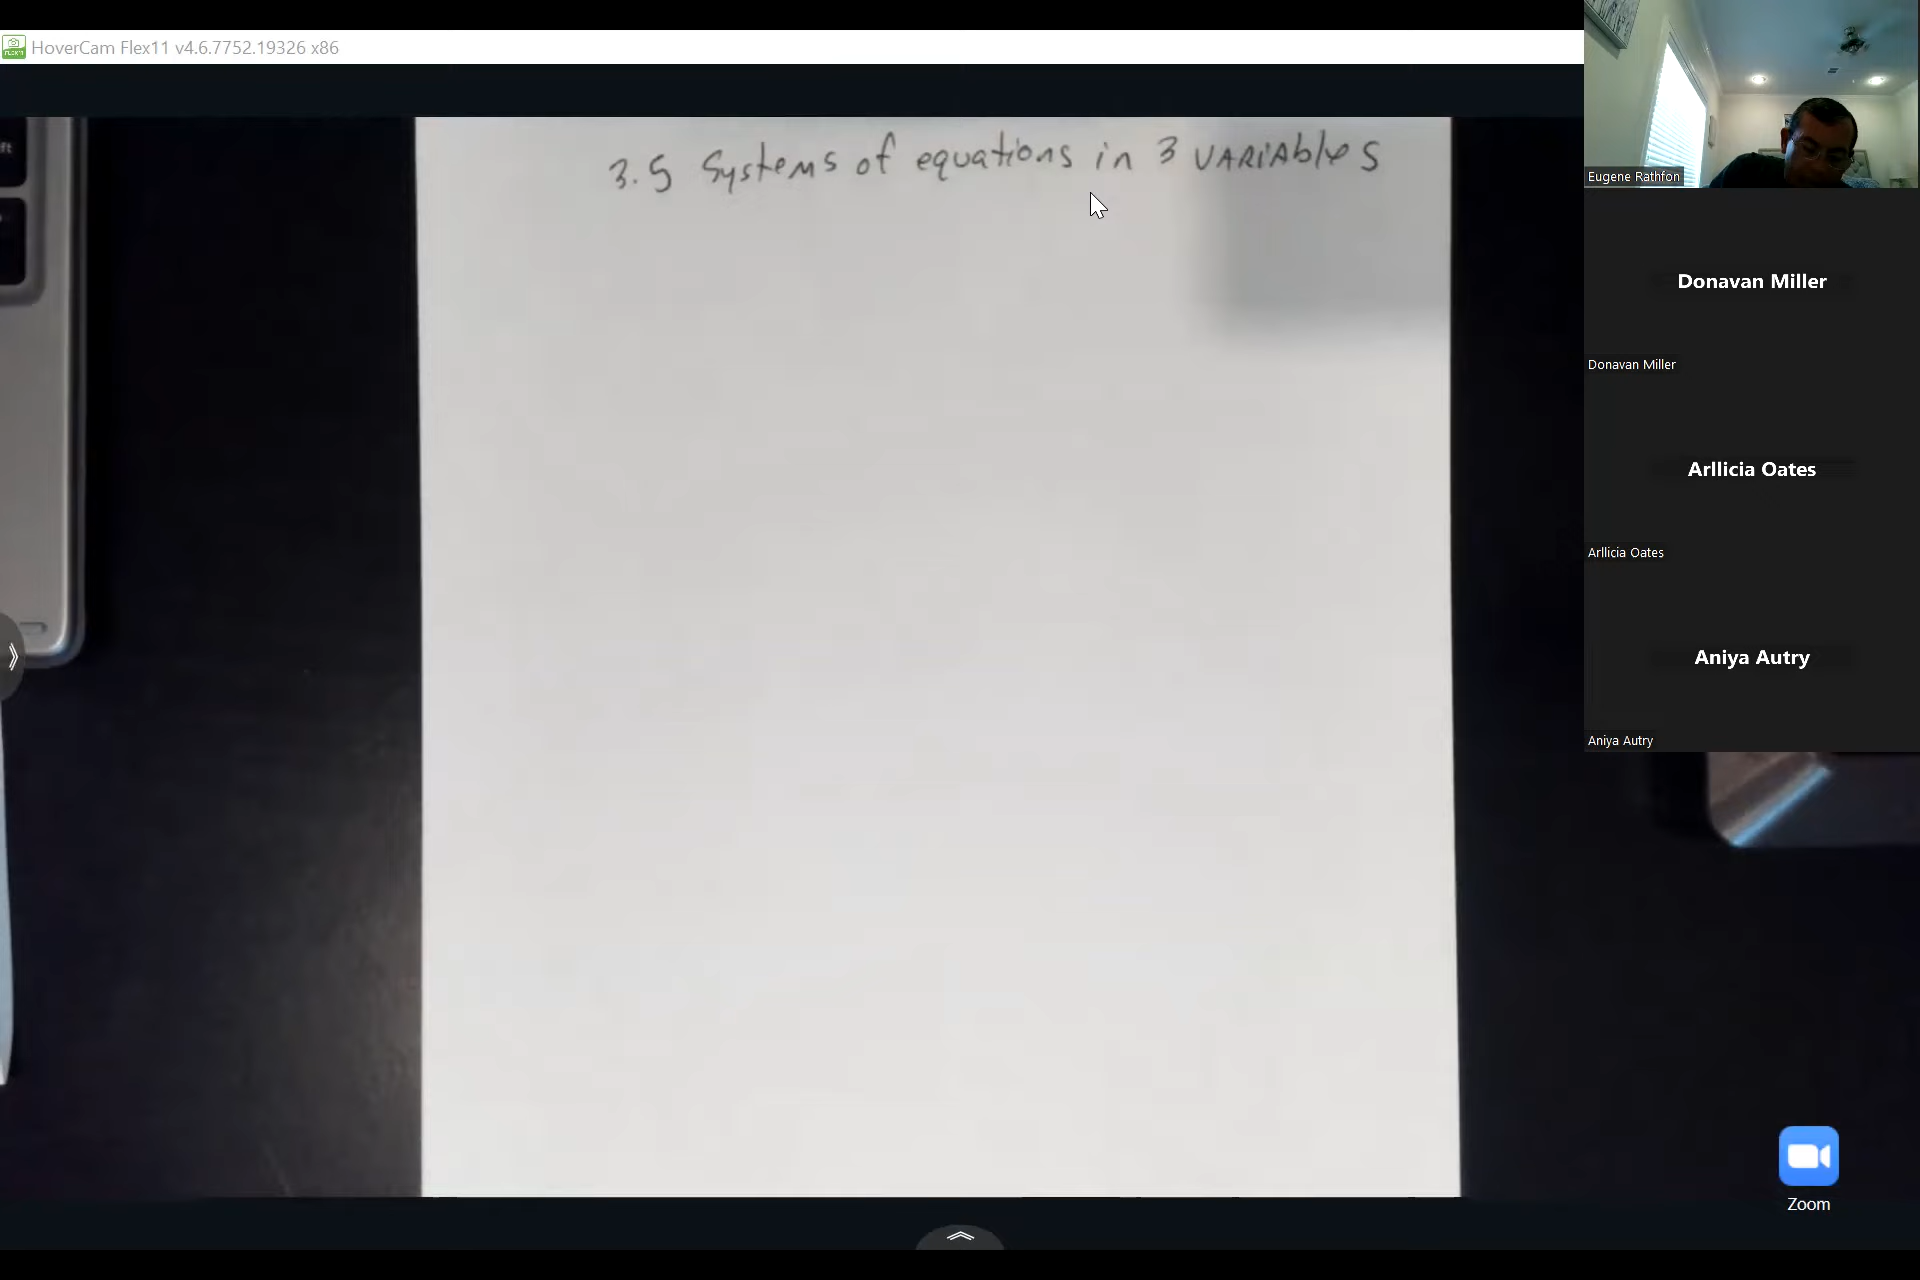 HoverCam Flex11 v4.6.7752.19326 x86
3.5 Systems of equations in 3 VARiAbles
Eugene Rathfon
Donavan Miller
Donavan Miller
Arllicia Oates
Arllicia Oates
Aniya Autry
Aniya Autry
Zoom